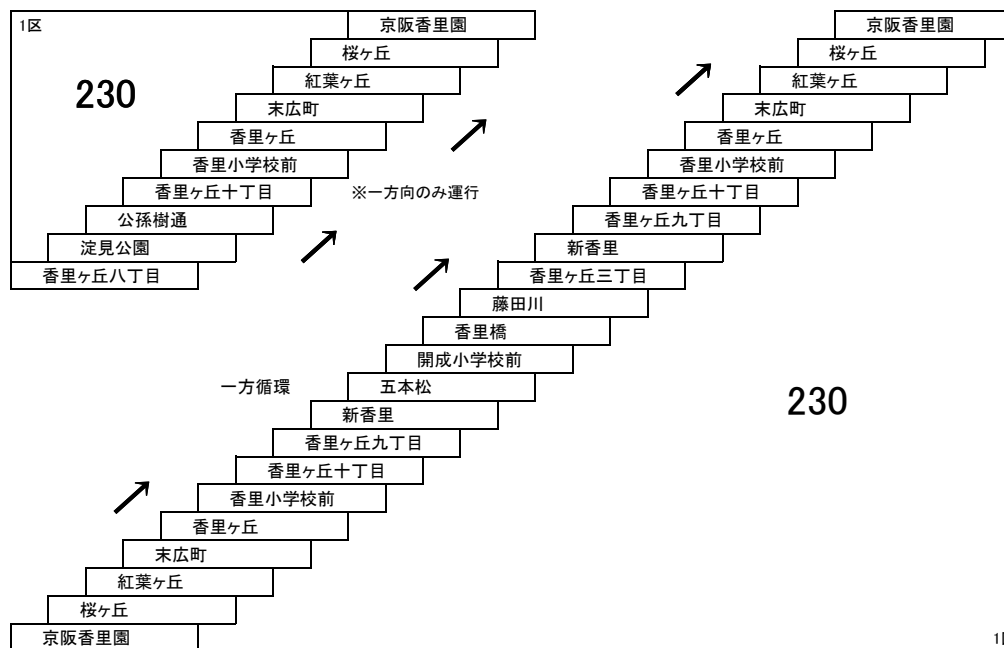 1区
京阪香里園
桜ヶ丘
紅葉ヶ丘
230
末広町
香里ヶ丘
香里小学校前
香里ヶ丘十丁目
※一方向のみ運行
公孫樹通
淀見公園
香里ヶ丘八丁目
京阪香里園
桜ヶ丘
紅葉ヶ丘
末広町
香里ヶ丘
香里小学校前
香里ヶ丘十丁目
香里ヶ丘九丁目
新香里
香里ヶ丘三丁目
藤田川
香里橋
開成小学校前
一方循環
五本松
230
新香里
香里ヶ丘九丁目
香里ヶ丘十丁目
香里小学校前
香里ヶ丘
末広町
紅葉ヶ丘
桜ヶ丘
京阪香里園